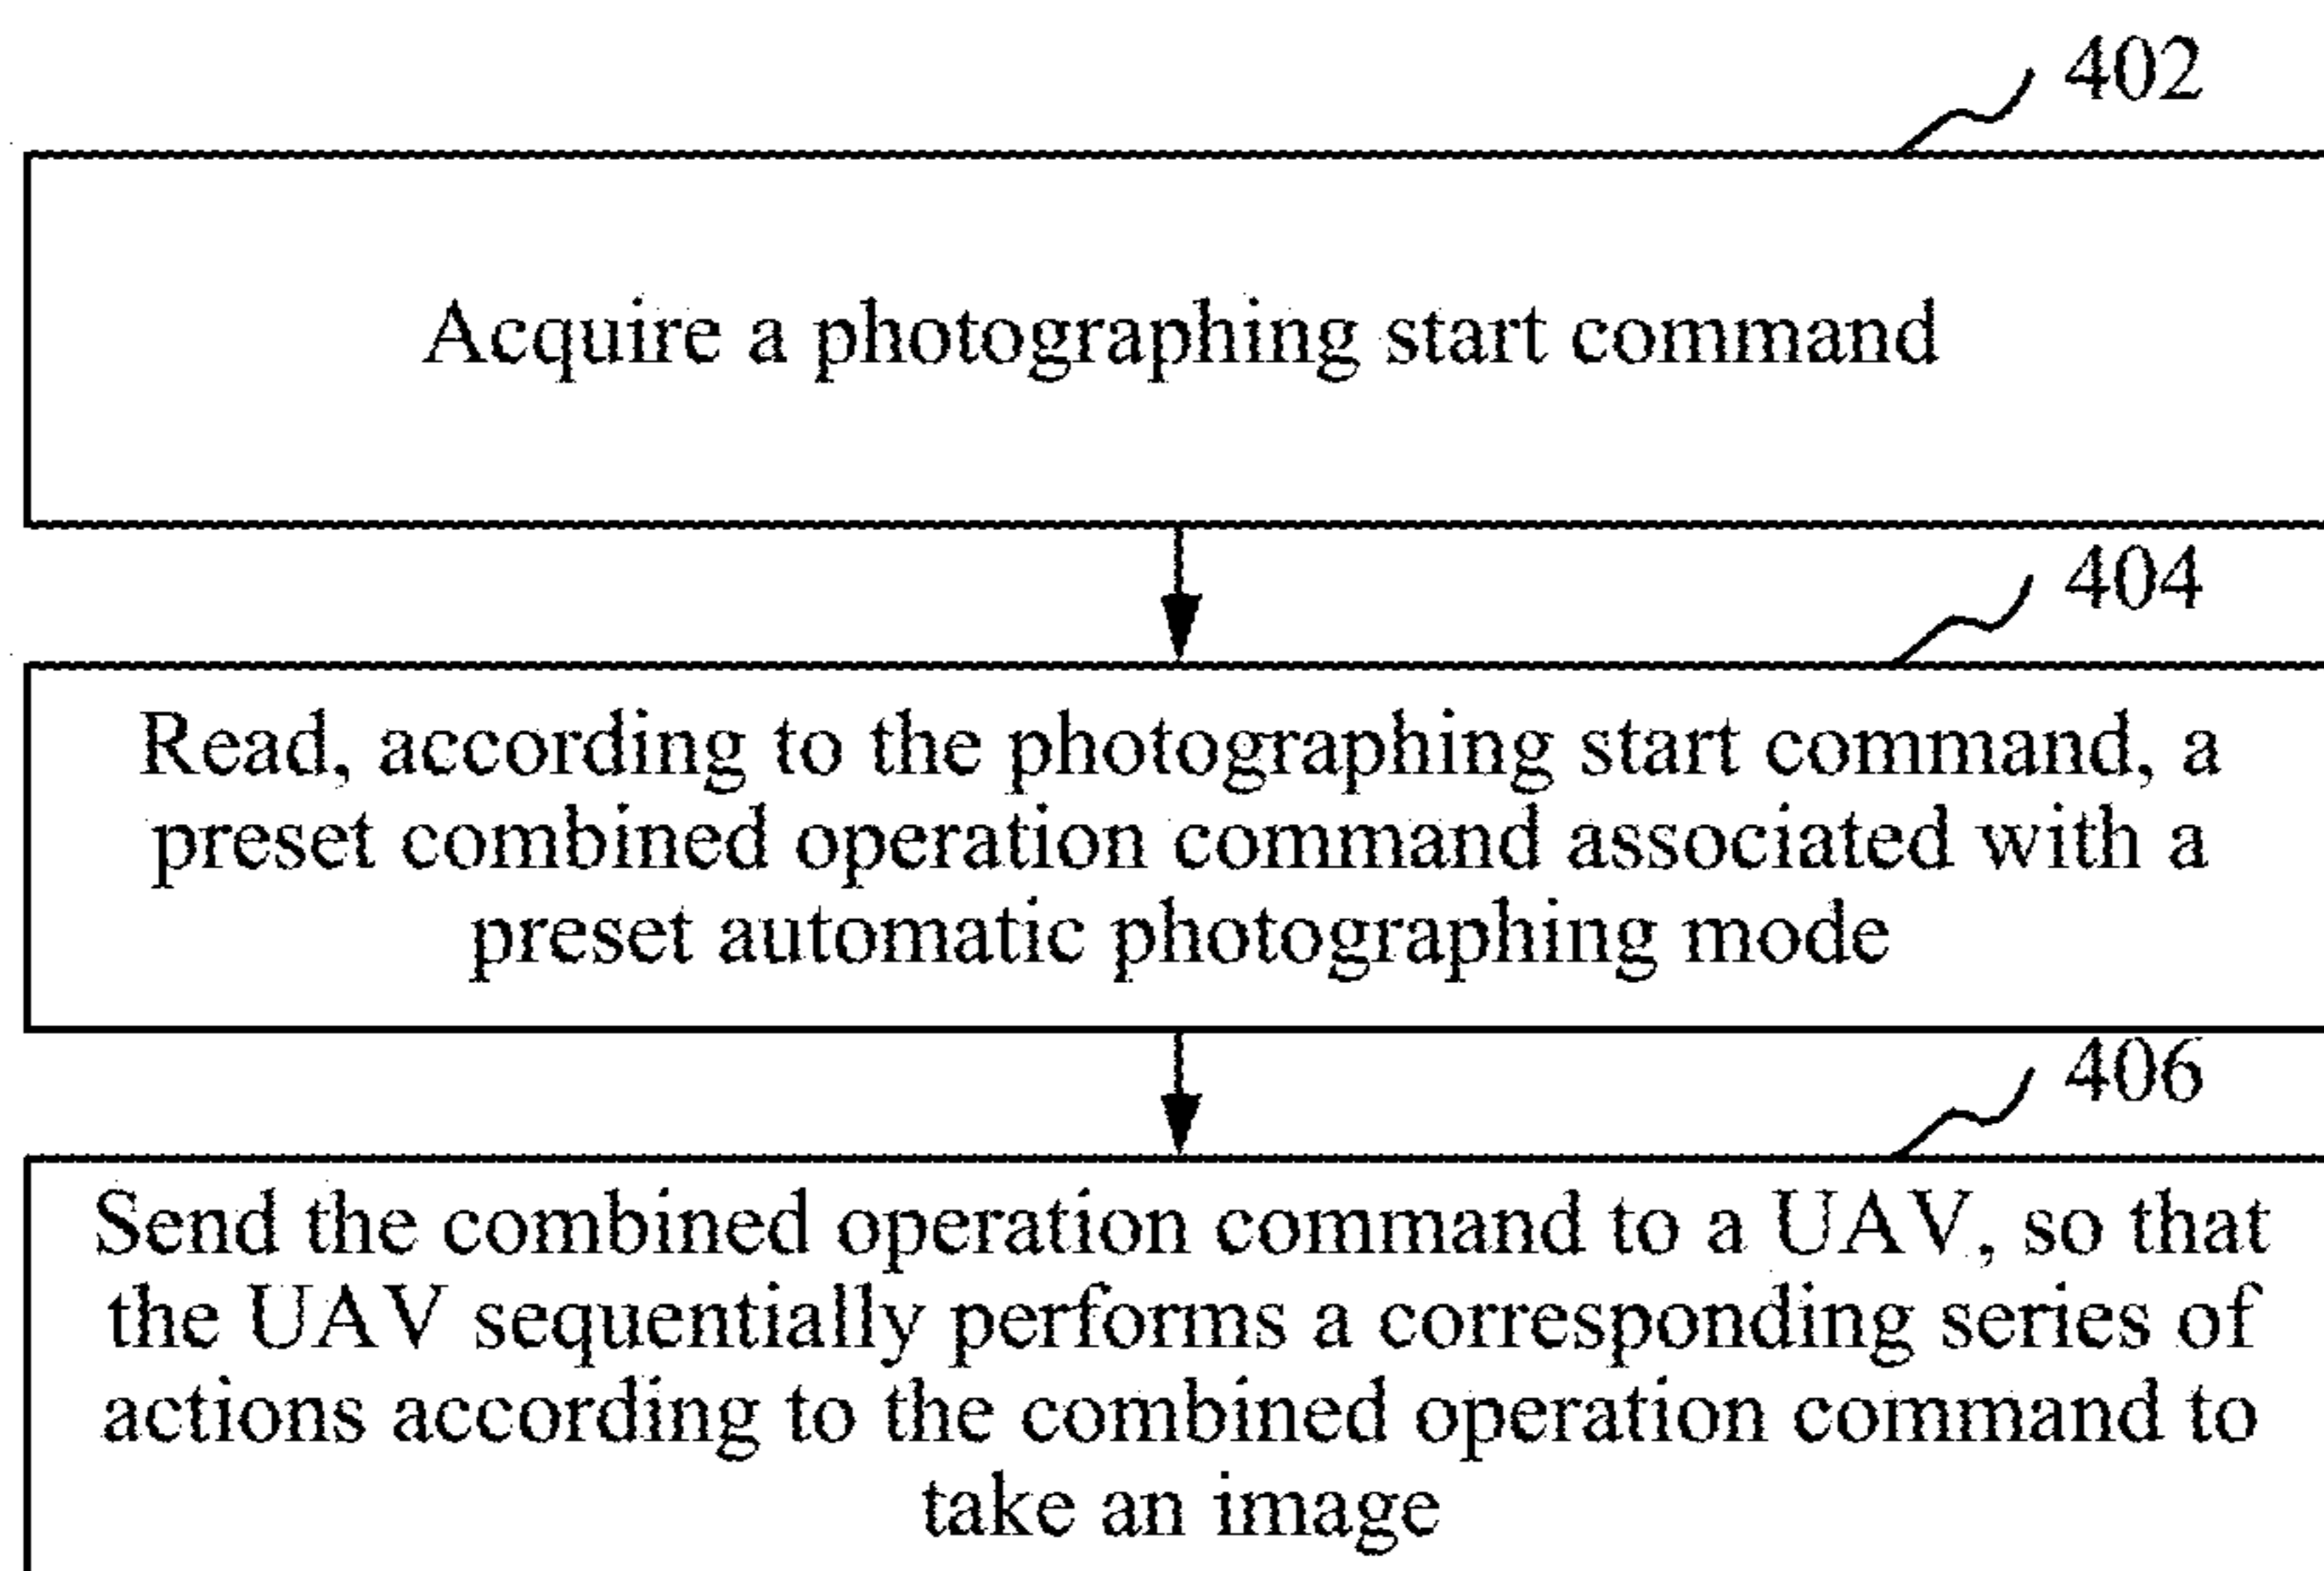 402
Acquire a photographing start command
404
Read, according to the photographing start command, a
preset combined operation command associated with a
preset automatic photographing mode
406
Send the combined operation command to a UAV, so that
the UAV sequentially performs a corresponding series of
actions according to the combined operation command to
take an image